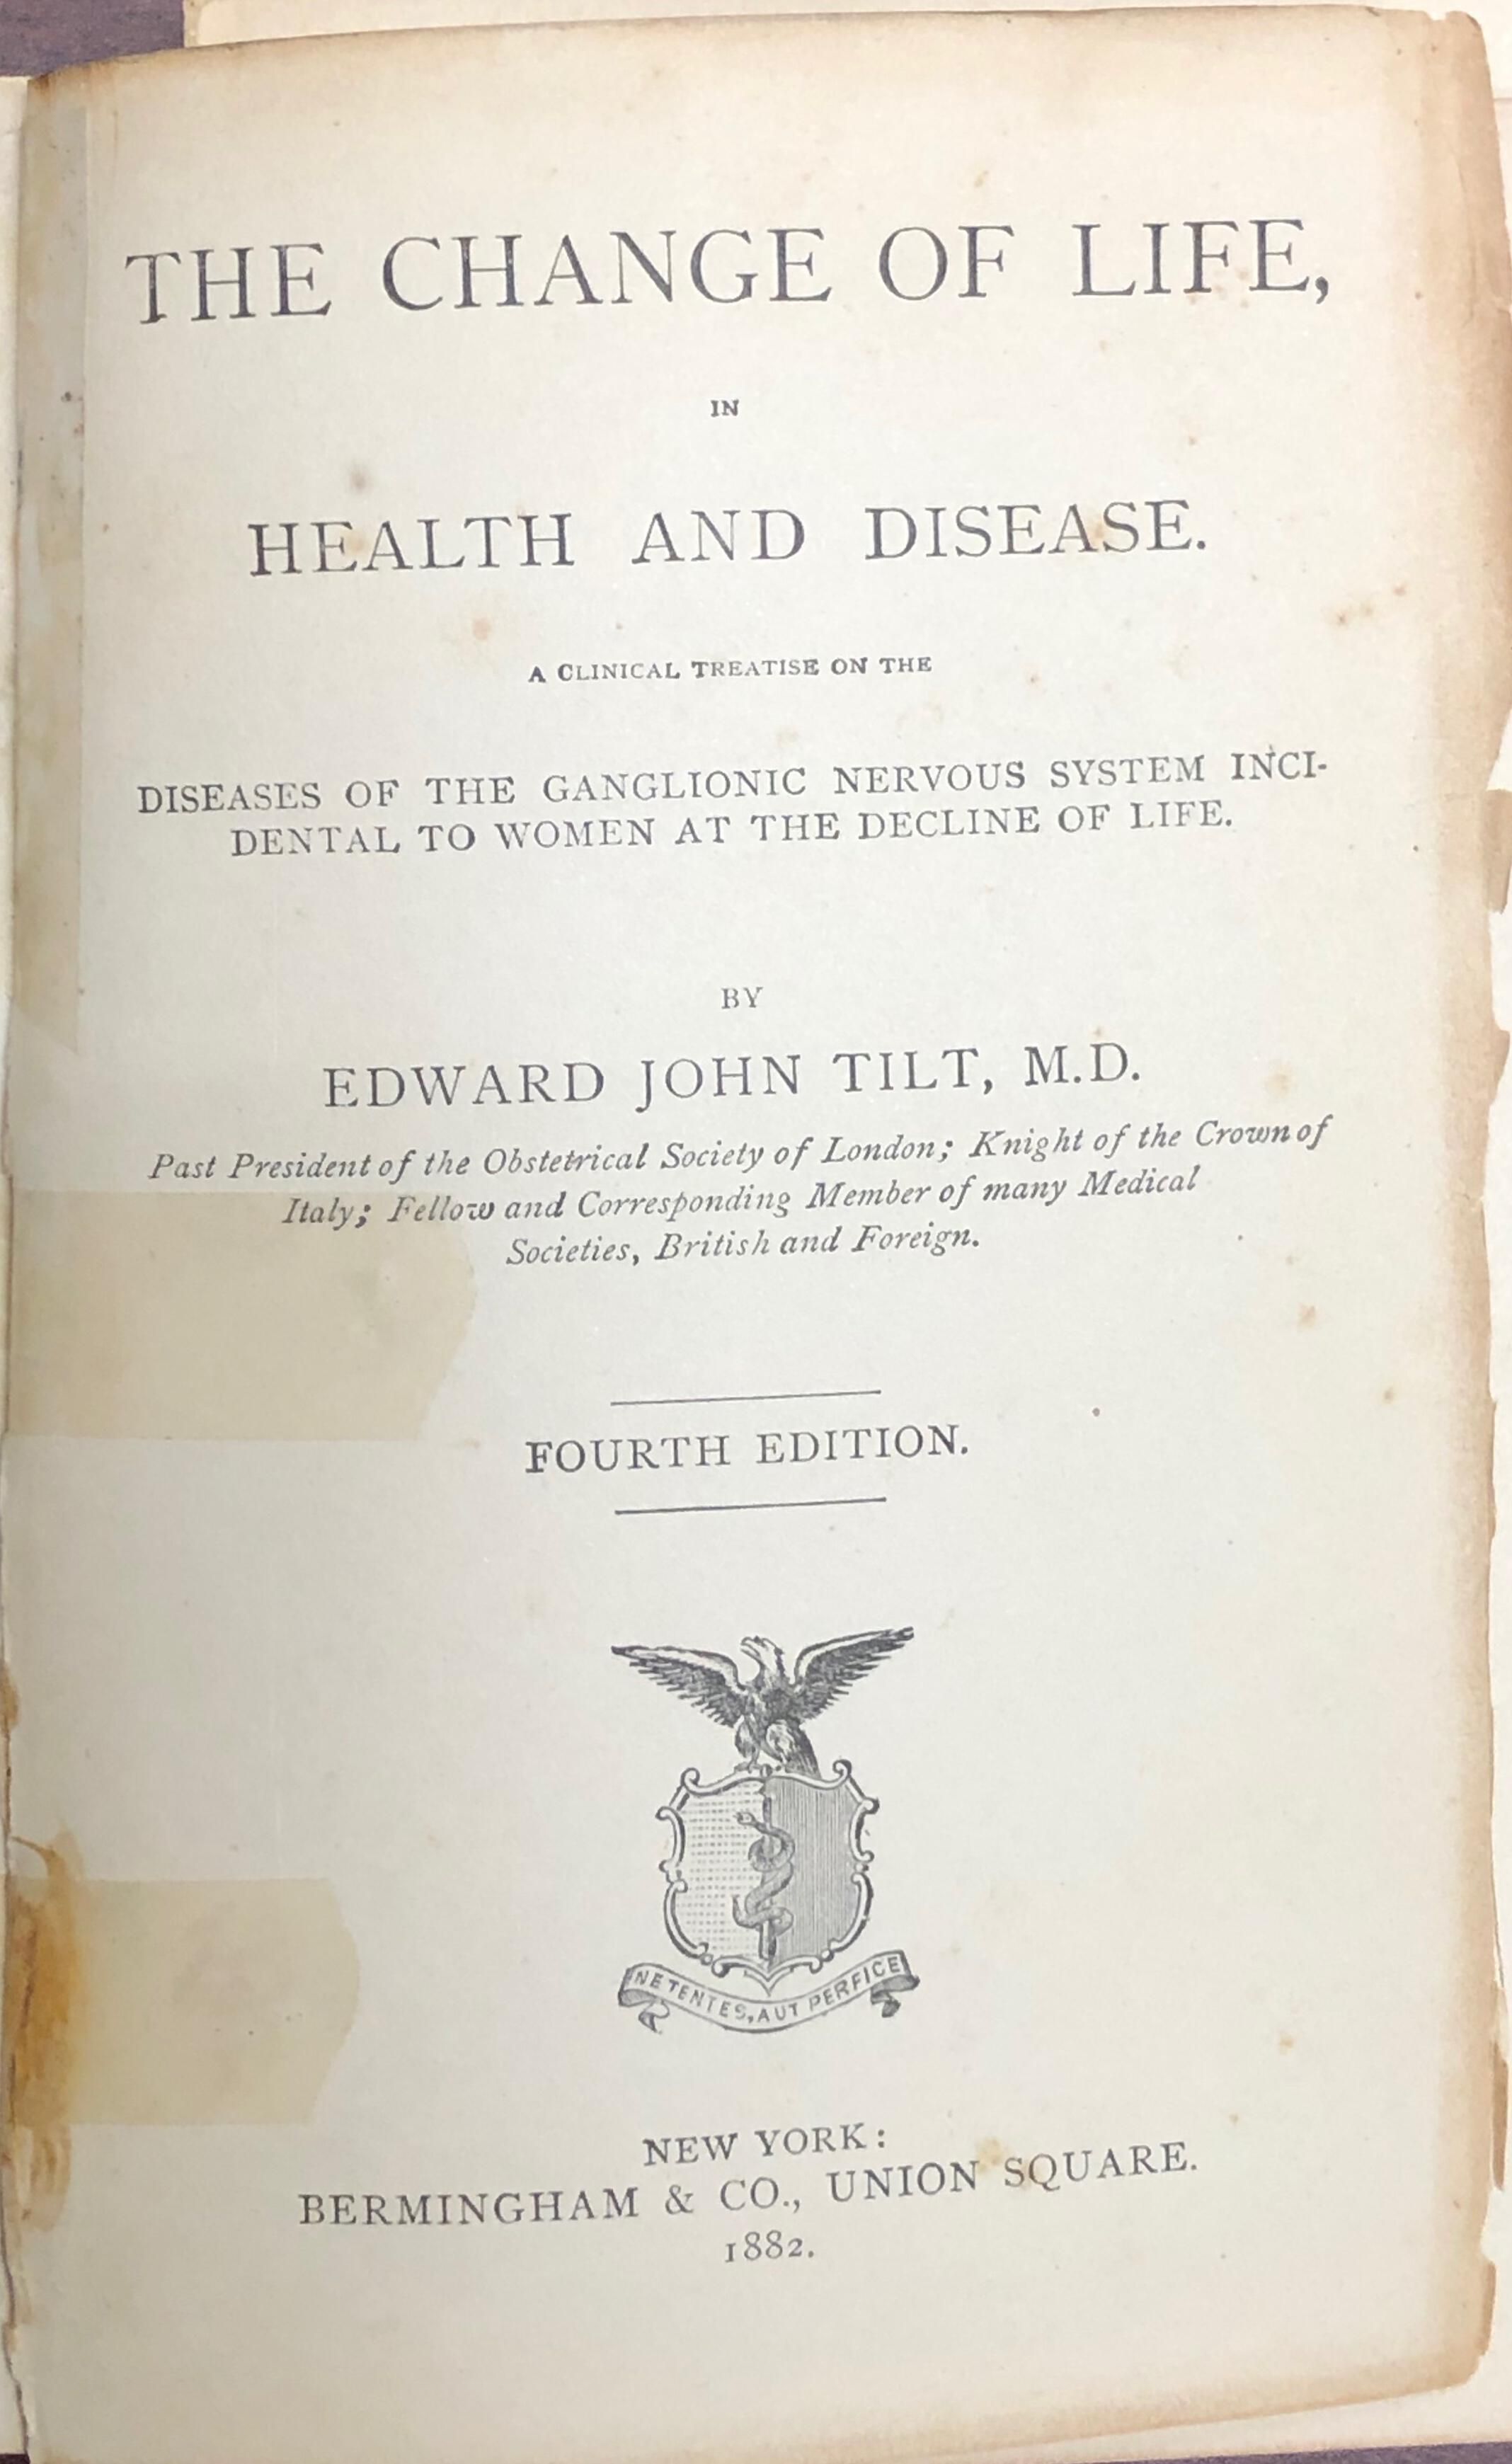 THE CHANGE OF LIFE,
IN
HEALTH AND DISEASE.
A CLINICAL TREATISE ON THE
DISEASES OF THE GANGLIONIC NERVOUS SYSTEM INCI-
DENTAL TO WOMEN AT THE DECLINE OF LIFE.
BY
EDWARD JOHN TILT, M.D.
Past President of the Obstetrical Society of London; Knight of the Crown of
Italy; Fellow and Corresponding Member of many Medical
Societies, British and Foreign.
FOURTH EDITION.
NE TENTES, AUT PERFICE
NEW YORK:
BERMINGHAM & CO., UNION SQUARE.
1882.